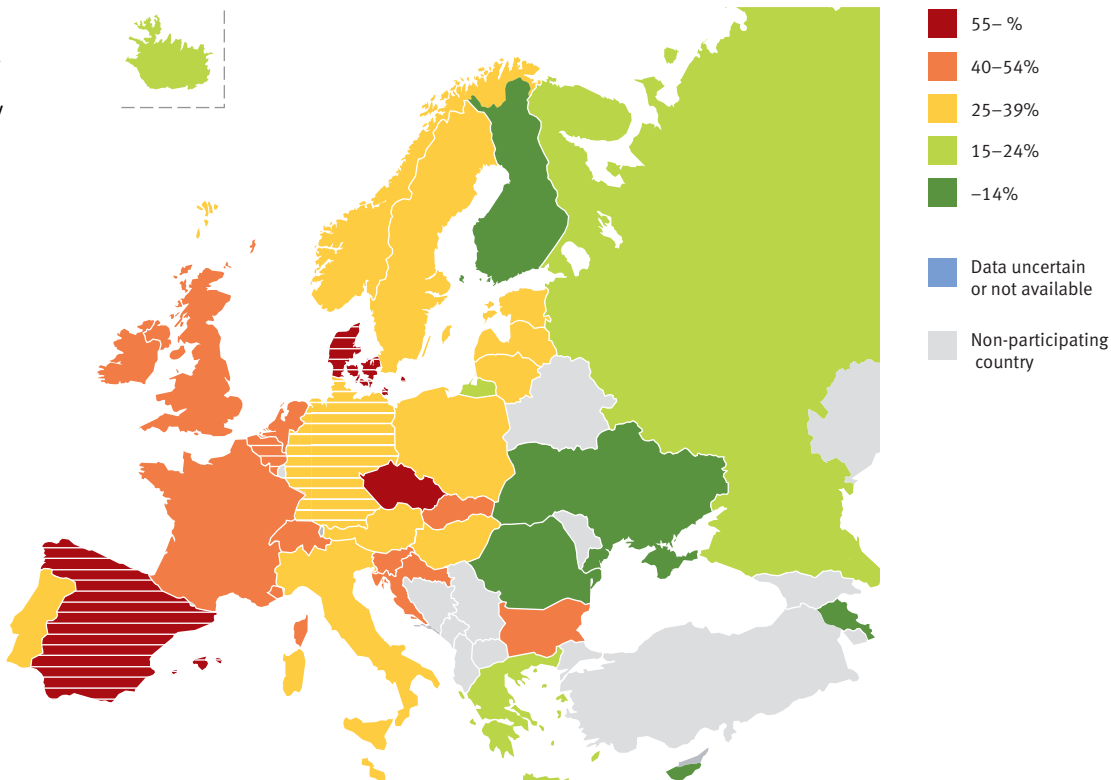 55– %
40–54%
25–39%
15–24%
–14%
Data uncertain
or not available
Non-participating
country